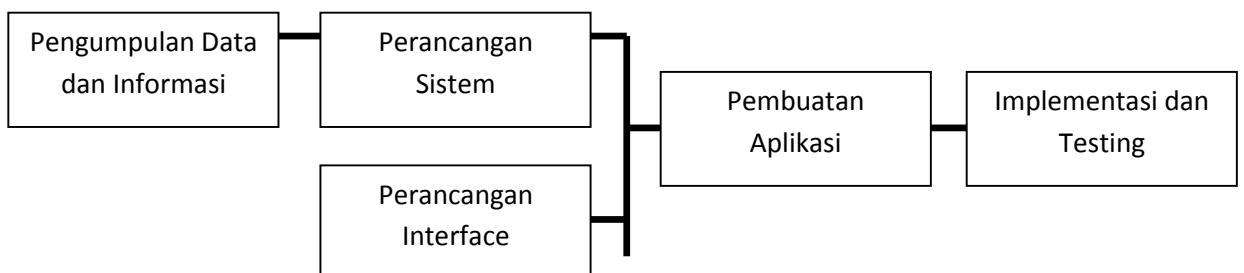 Pengumpulan Data
dan Informasi
Perancangan
Sistem
Perancangan
Interface
Pembuatan
Aplikasi
Implementasi dan
Testing